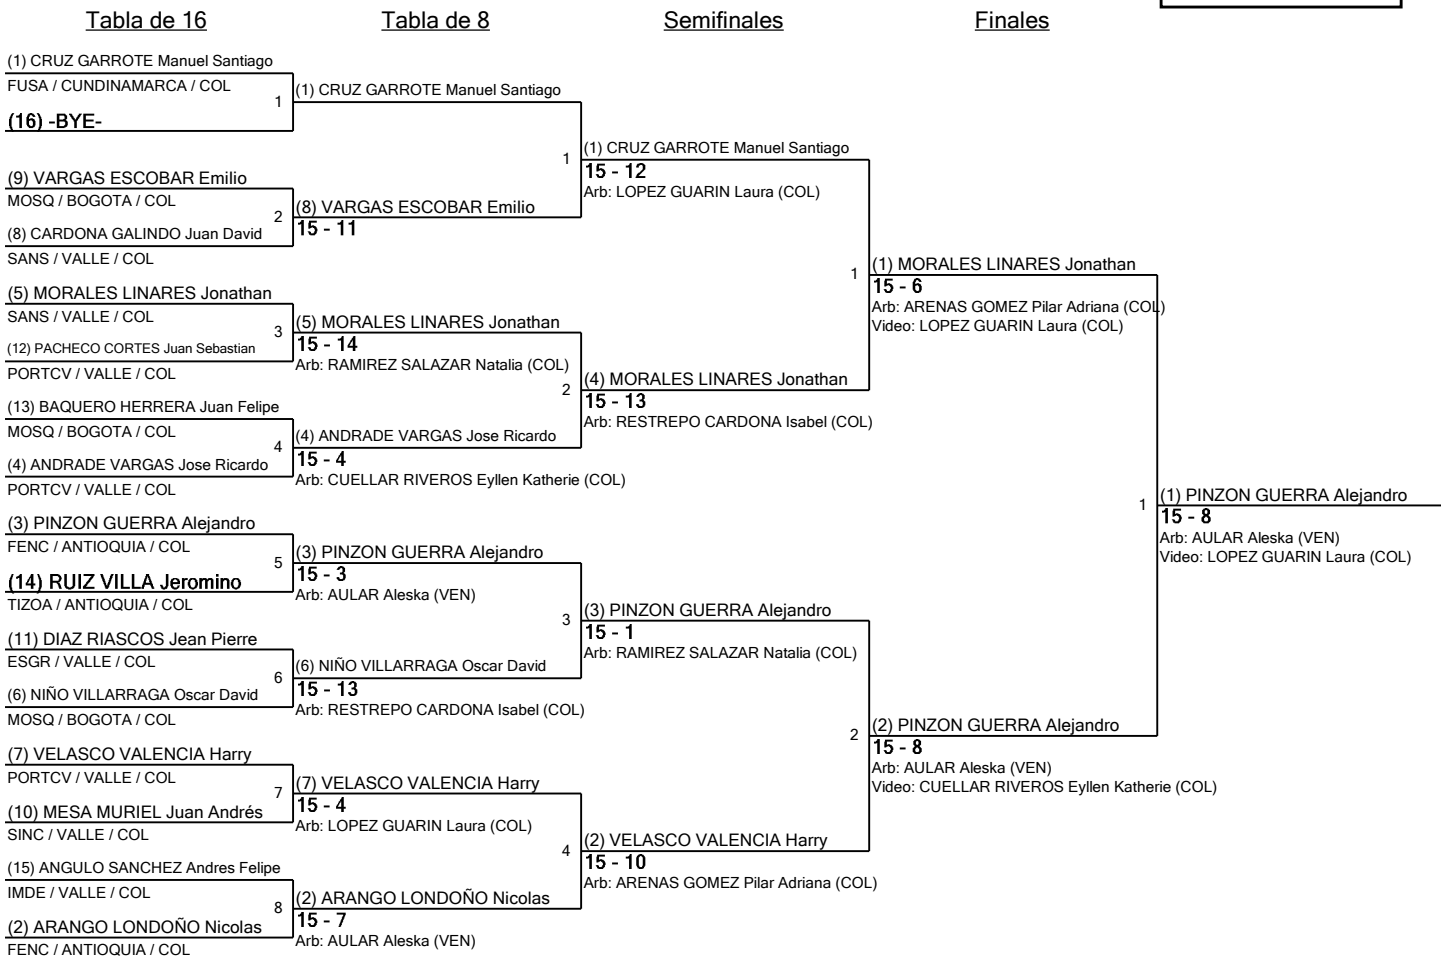 Tabla de 16
Tabla de 8
Semifinales
Finales
(1) CRUZ GARROTE Manuel Santiago
FUSA / CUNDINAMARCA / COL
1
(16) -BYE-
(9) VARGAS ESCOBAR Emilio
MOSQ / BOGOTA / COL
2
(8) CARDONA GALINDO Juan David
SANS / VALLE / COL
(5) MORALES LINARES Jonathan
SANS / VALLE / COL
3
(12) PACHECO CORTES Juan Sebastian
PORTCV / VALLE / COL
(13) BAQUERO HERRERA Juan Felipe
MOSQ / BOGOTA / COL
4
(4) ANDRADE VARGAS Jose Ricardo
PORTCV / VALLE / COL
(3) PINZON GUERRA Alejandro
FENC / ANTIOQUIA / COL
5
(14) RUIZ VILLA Jeromino
TIZOA / ANTIOQUIA / COL
(11) DIAZ RIASCOS Jean Pierre
ESGR / VALLE / COL
6
(6) NIÑO VILLARRAGA Oscar David
MOSQ / BOGOTA / COL
(7) VELASCO VALENCIA Harry
PORTCV / VALLE / COL
7
(10) MESA MURIEL Juan Andrés
SINC / VALLE / COL
(15) ANGULO SANCHEZ Andres Felipe
IMDE / VALLE / COL
8
(2) ARANGO LONDOÑO Nicolas
FENC / ANTIOQUIA / COL
(1) CRUZ GARROTE Manuel Santiago
1
(8) VARGAS ESCOBAR Emilio
15 - 11
(5) MORALES LINARES Jonathan
15 - 14
Arb: RAMIREZ SALAZAR Natalia (COL)
2
(4) ANDRADE VARGAS Jose Ricardo
15 - 4
Arb: CUELLAR RIVEROS Eyllen Katherie (COL)
(3) PINZON GUERRA Alejandro
15 - 3
Arb: AULAR Aleska (VEN)
3
(6) NIÑO VILLARRAGA Oscar David
15 - 13
Arb: RESTREPO CARDONA Isabel (COL)
(7) VELASCO VALENCIA Harry
15 - 4
Arb: LOPEZ GUARIN Laura (COL)
4
(2) ARANGO LONDOÑO Nicolas
15 - 7
Arb: AULAR Aleska (VEN)
(1) CRUZ GARROTE Manuel Santiago
15 - 12
Arb: LOPEZ GUARIN Laura (COL)
1
(4) MORALES LINARES Jonathan
15 - 13
Arb: RESTREPO CARDONA Isabel (COL)
(3) PINZON GUERRA Alejandro
15 - 1
Arb: RAMIREZ SALAZAR Natalia (COL)
2
(2) VELASCO VALENCIA Harry
15 - 10
Arb: ARENAS GOMEZ Pilar Adriana (COL)
(1) MORALES LINARES Jonathan
15 - 6
Arb: ARENAS GOMEZ Pilar Adriana (COL)
Video: LOPEZ GUARIN Laura (COL)
1
(2) PINZON GUERRA Alejandro
15 - 8
Arb: AULAR Aleska (VEN)
Video: CUELLAR RIVEROS Eyllen Katherie (COL)
(1) PINZON GUERRA Alejandro
15 - 8
Arb: AULAR Aleska (VEN)
Video: LOPEZ GUARIN Laura (COL)